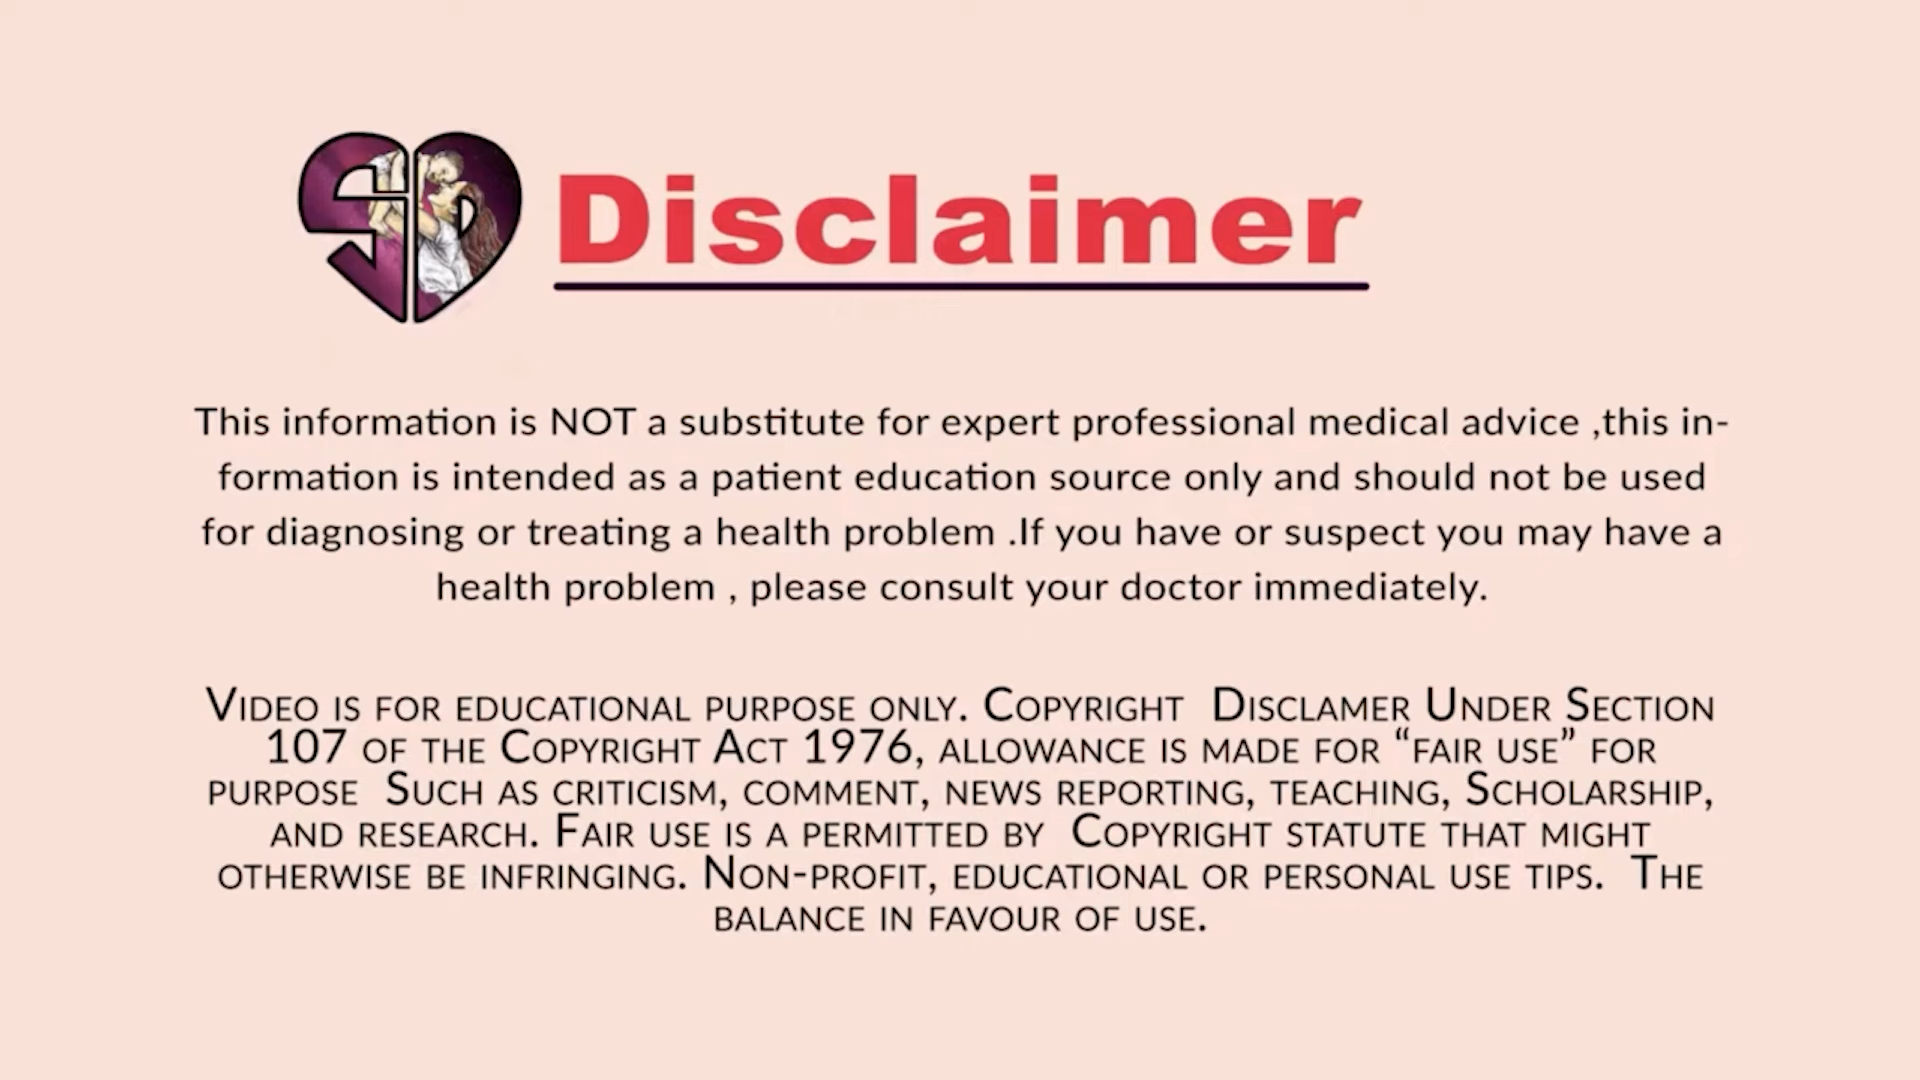 SD
Disclaimer
This information is NOT a substitute for expert professional medical advice ,this in-
formation is intended as a patient education source only and should not be used
for diagnosing or treating a health problem .If you have or suspect you may have a
health problem , please consult your doctor immediately.
Video is for educational purpose only. Copyright  Disclamer Under Section
107 of the Copyright Act 1976, allowance is made for “fair use” for
purpose  Such as criticism, comment, news reporting, teaching, Scholarship,
and research. Fair use is a permitted by  Copyright statute that might
otherwise be infringing. Non-profit, educational or personal use tips.  The
balance in favour of use.